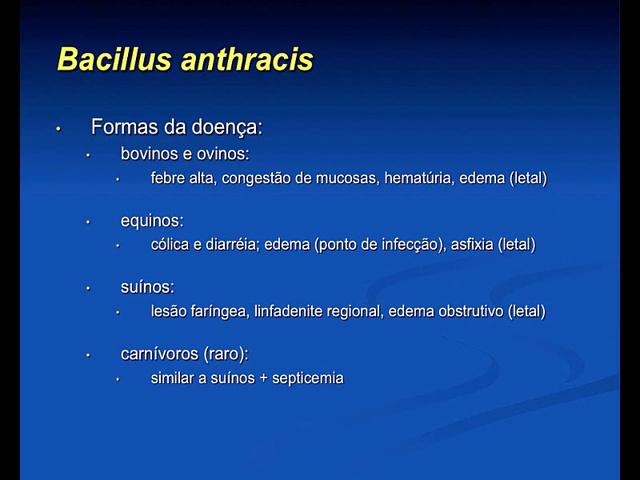 Bacillus anthracis
• Formas da doença:
• bovinos e ovinos:
• febre alta, congestão de mucosas, hematúria, edema (letal)
• equinos:
• cólica e diarréia; edema (ponto de infecção), asfixia (letal)
• suínos:
• lesão faríngea, linfadenite regional, edema obstrutivo (letal)
• carnívoros (raro):
• similar a suínos + septicemia